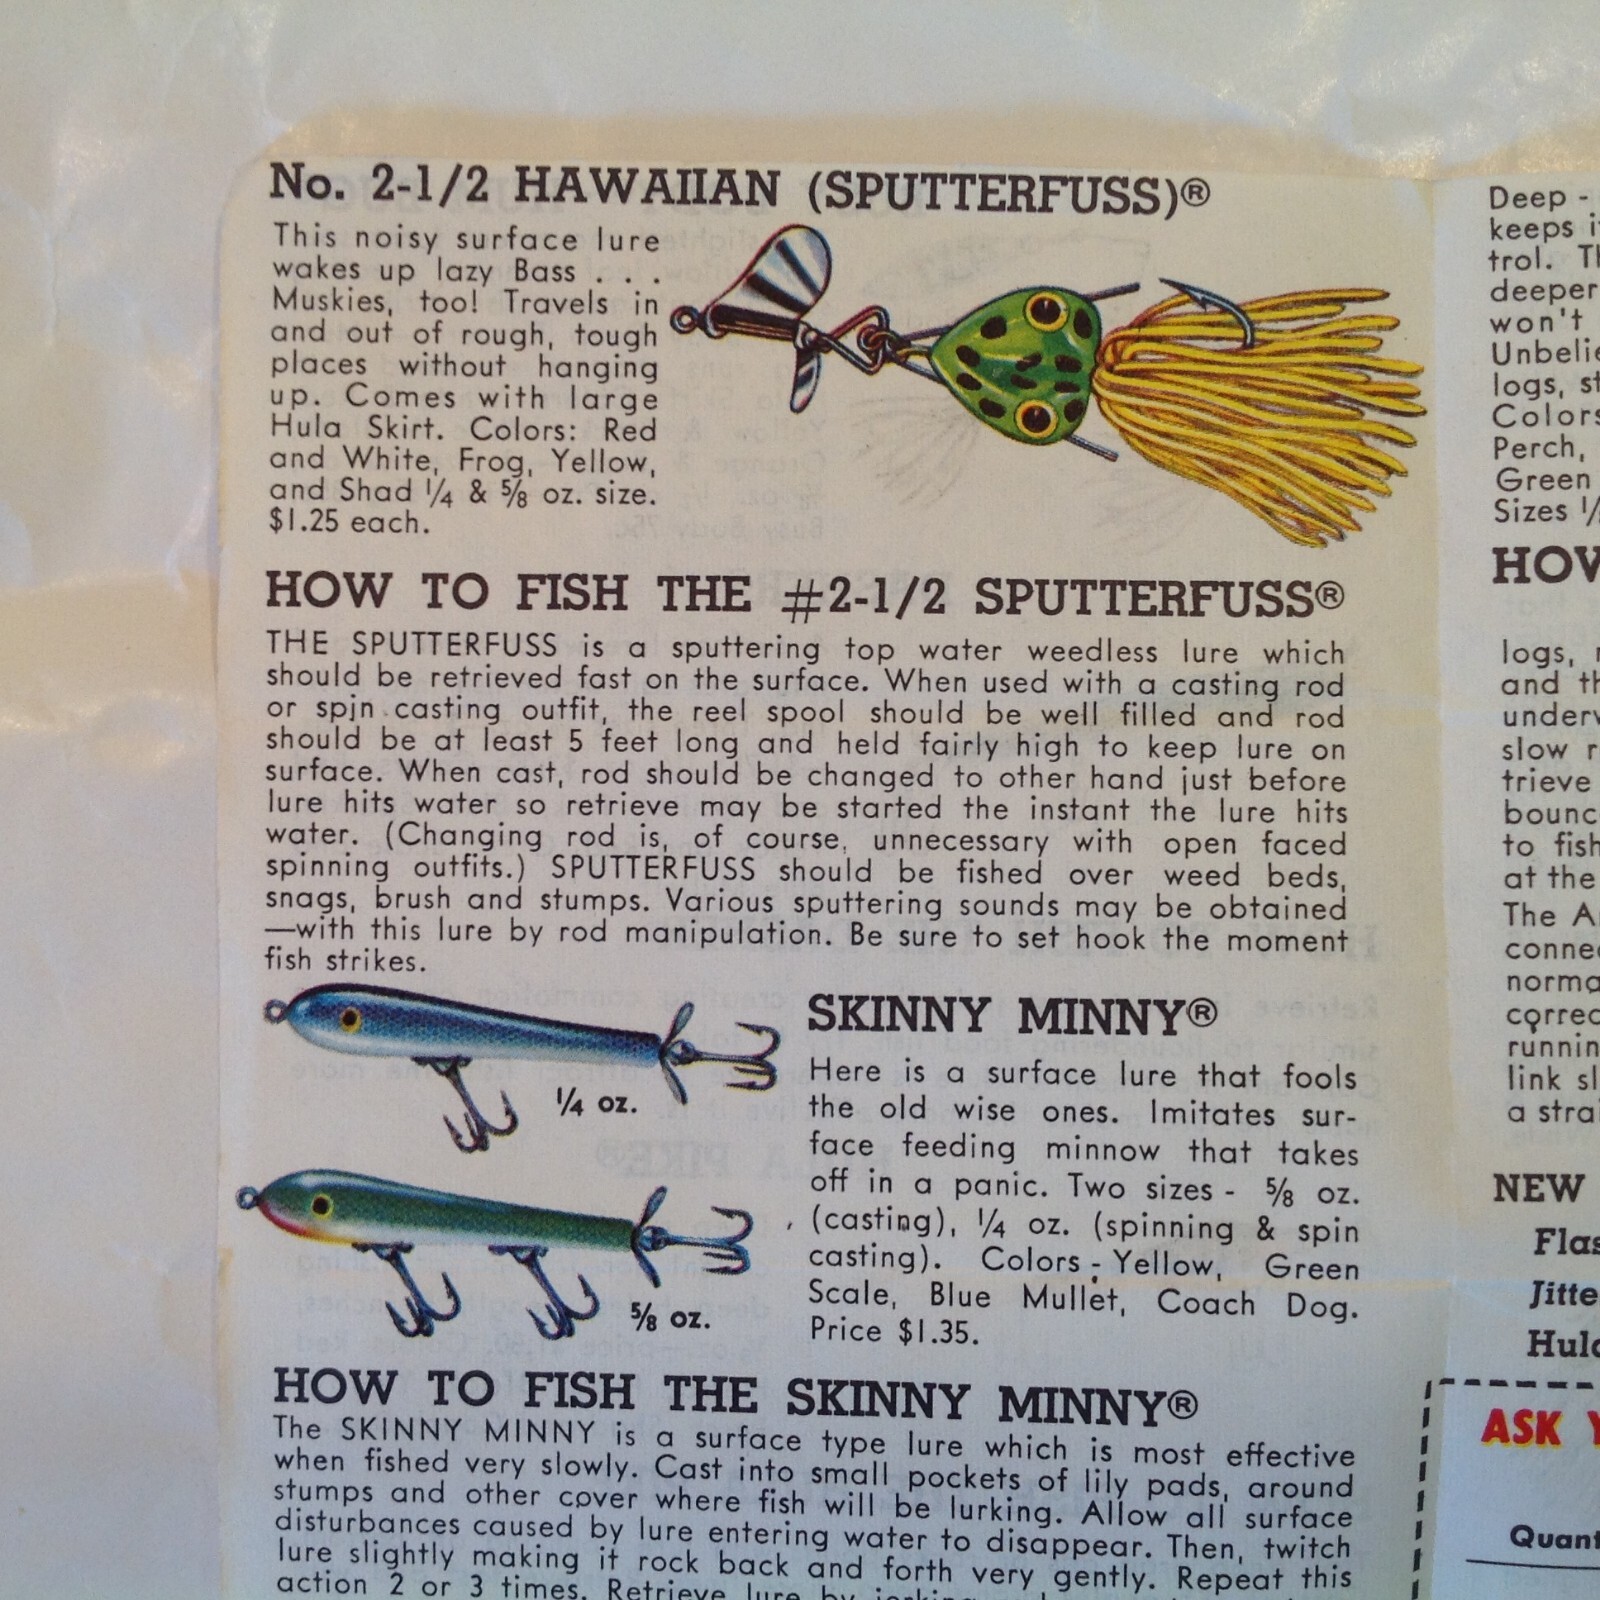 No. 2-1/2 HAWAIIAN (SPUTTERFUSS)®
This noisy surface lure
wakes up lazy Bass . . .
Muskies, too! Travels in
and out of rough, tough
places without hanging
up. Comes with large
Hula Skirt. Colors: Red
and White, Frog, Yellow,
and Shad ¼ & ⅝ oz. size.
$1.25 each.
HOW TO FISH THE #2-1/2 SPUTTERFUSS®
THE SPUTTERFUSS is a sputtering top water weedless lure which
should be retrieved fast on the surface. When used with a casting rod
or spin casting outfit, the reel spool should be well filled and rod
should be at least 5 feet long and held fairly high to keep lure on
surface. When cast, rod should be changed to other hand just before
lure hits water so retrieve may be started the instant the lure hits
water. (Changing rod is, of course, unnecessary with open faced
spinning outfits.) SPUTTERFUSS should be fished over weed beds,
snags, brush and stumps. Various sputtering sounds may be obtained
—with this lure by rod manipulation. Be sure to set hook the moment
fish strikes.
¼ oz.
⅝ oz.
SKINNY MINNY®
Here is a surface lure that fools
the old wise ones. Imitates sur-
face feeding minnow that takes
off in a panic. Two sizes - ⅝ oz.
(casting), ¼ oz. (spinning & spin
casting). Colors - Yellow, Green
Scale, Blue Mullet, Coach Dog.
Price $1.35.
HOW TO FISH THE SKINNY MINNY®
The SKINNY MINNY is a surface type lure which is most effective
when fished very slowly. Cast into small pockets of lily pads, around
stumps and other cover where fish will be lurking. Allow all surface
disturbances caused by lure entering water to disappear. Then, twitch
lure slightly making it rock back and forth very gently. Repeat this
action 2 or 3 times. Retrieve lure by jerking
Deep -
keeps
trol.
deeper
won't
logs,
Colors
Perch,
Green
Sizes
logs,
and
slow
trieve
to fish
at the
The
a
NEW
ASK